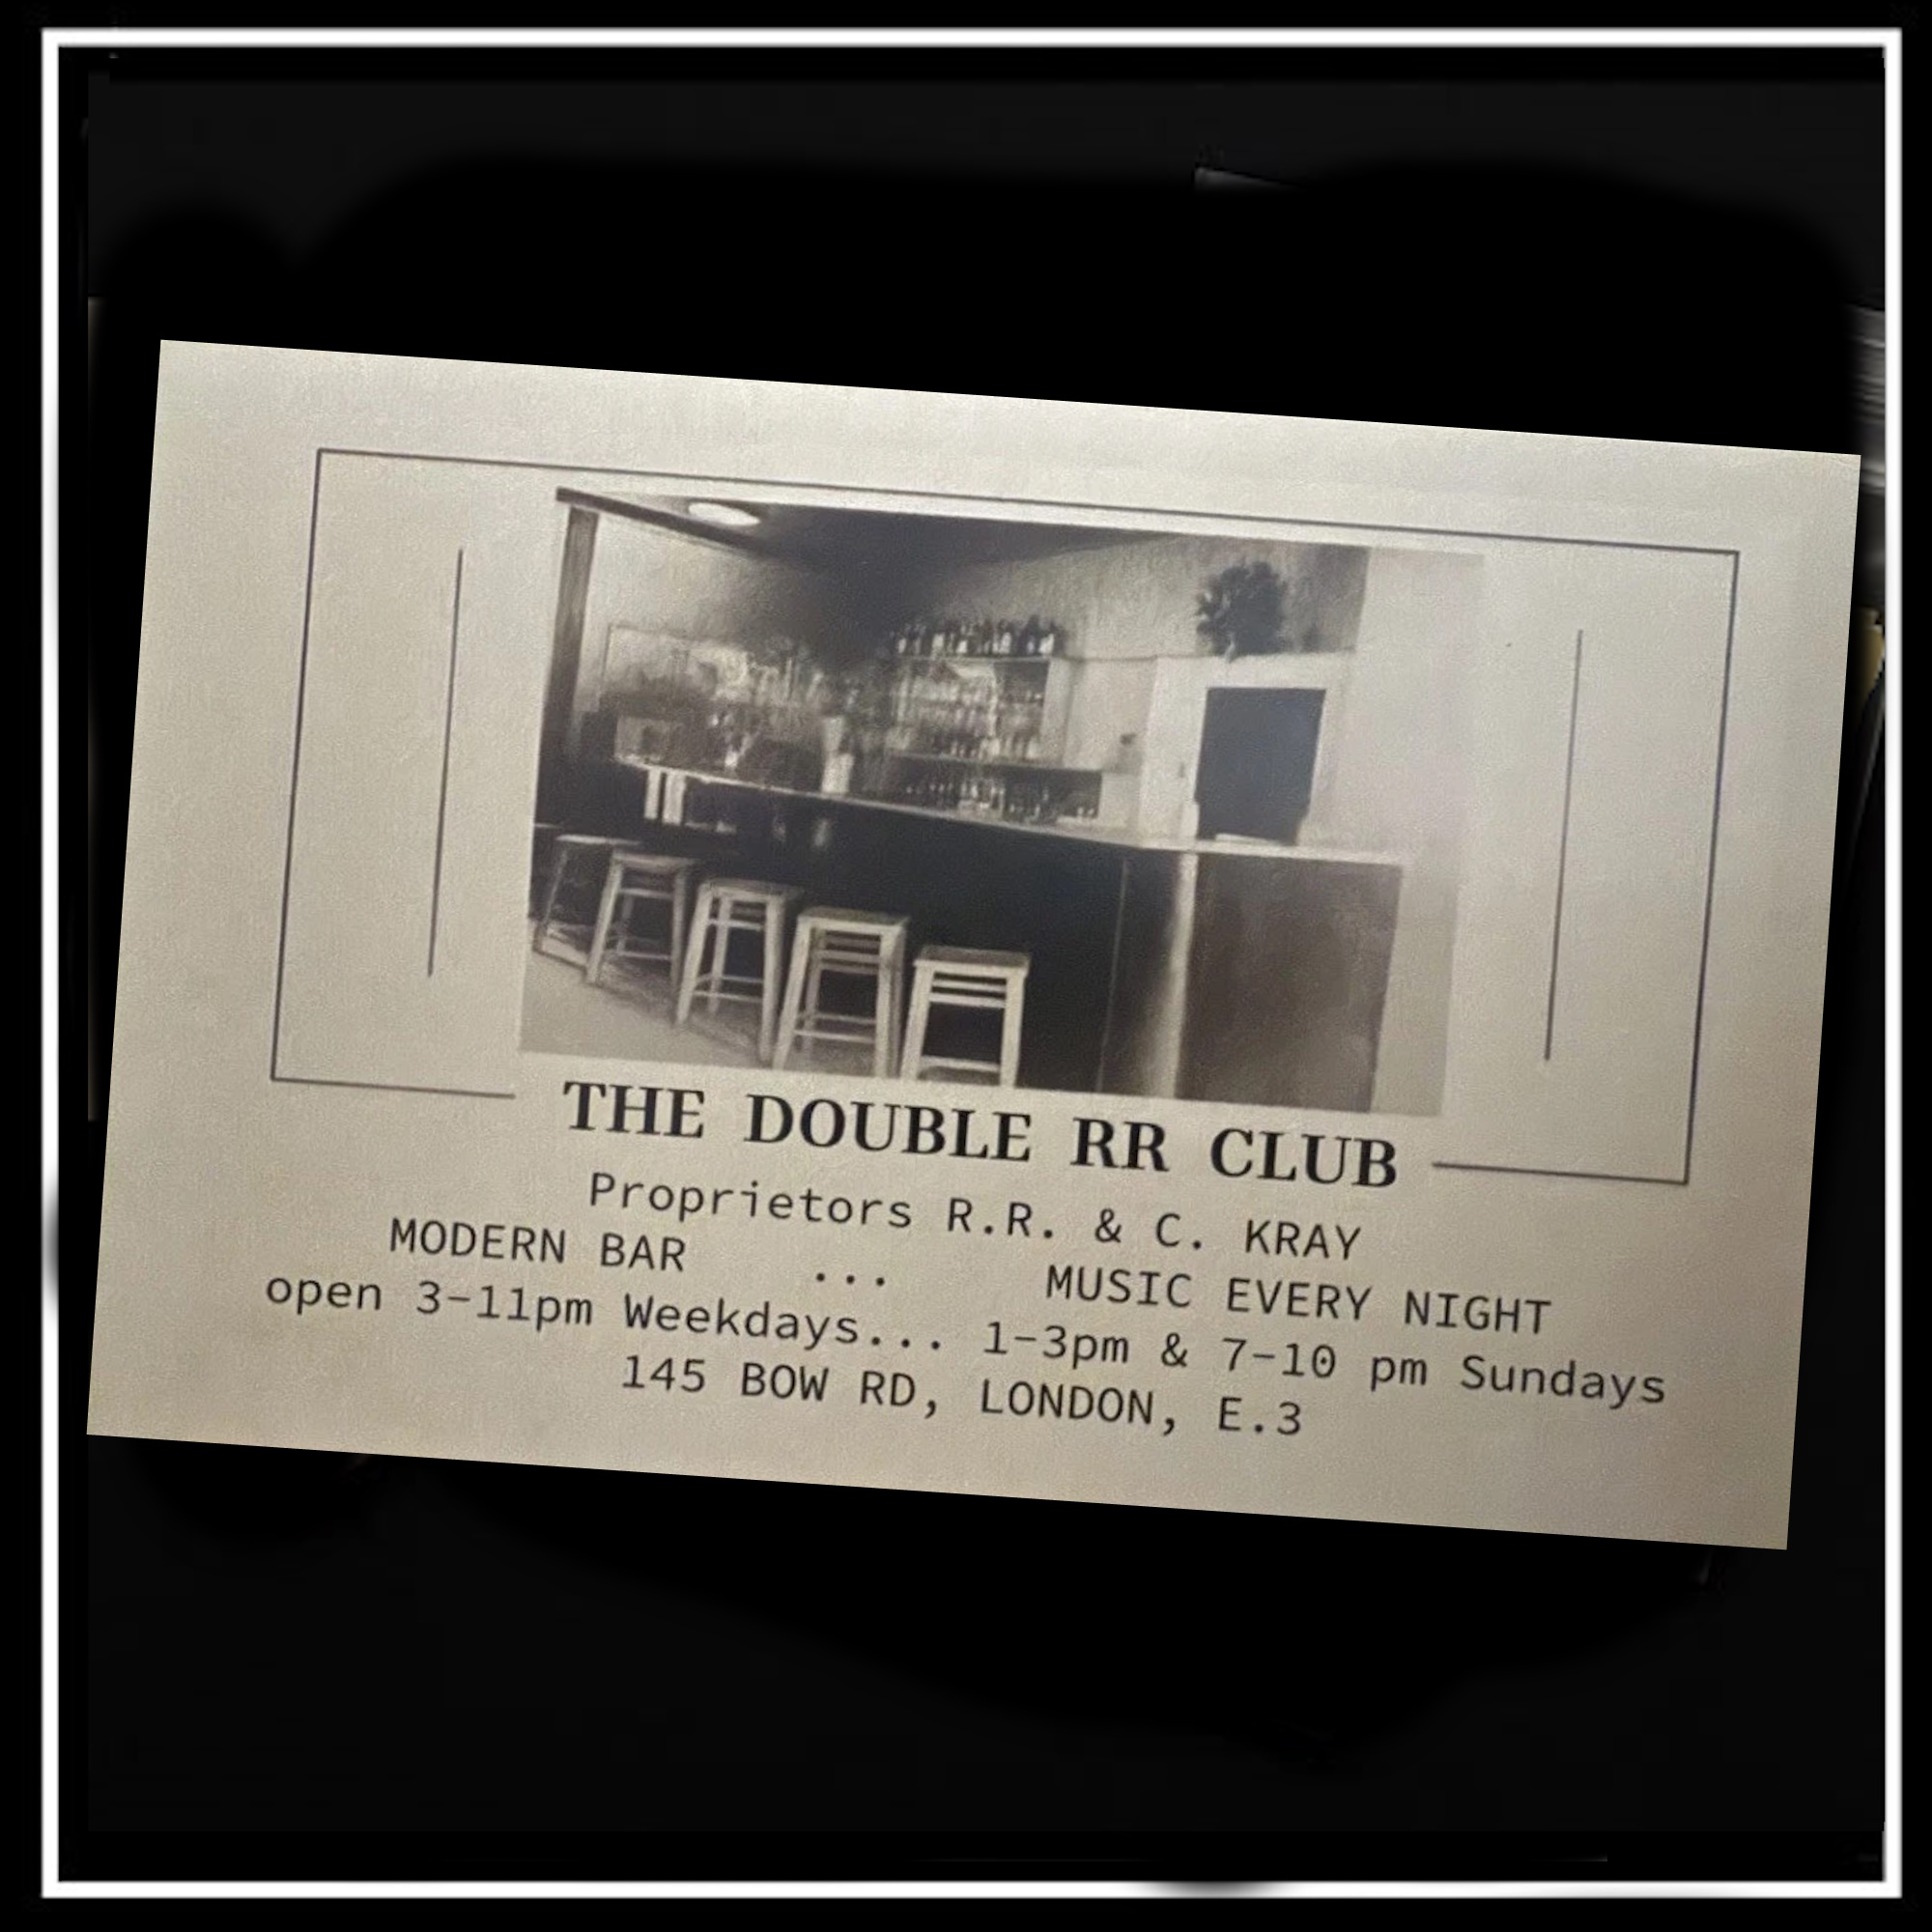 THE DOUBLE RR CLUB
Proprietors R.R. & C. KRAY
MODERN BAR ... MUSIC EVERY NIGHT
open 3-11pm Weekdays... 1-3pm & 7-10 pm Sundays
145 BOW RD, LONDON, E.3